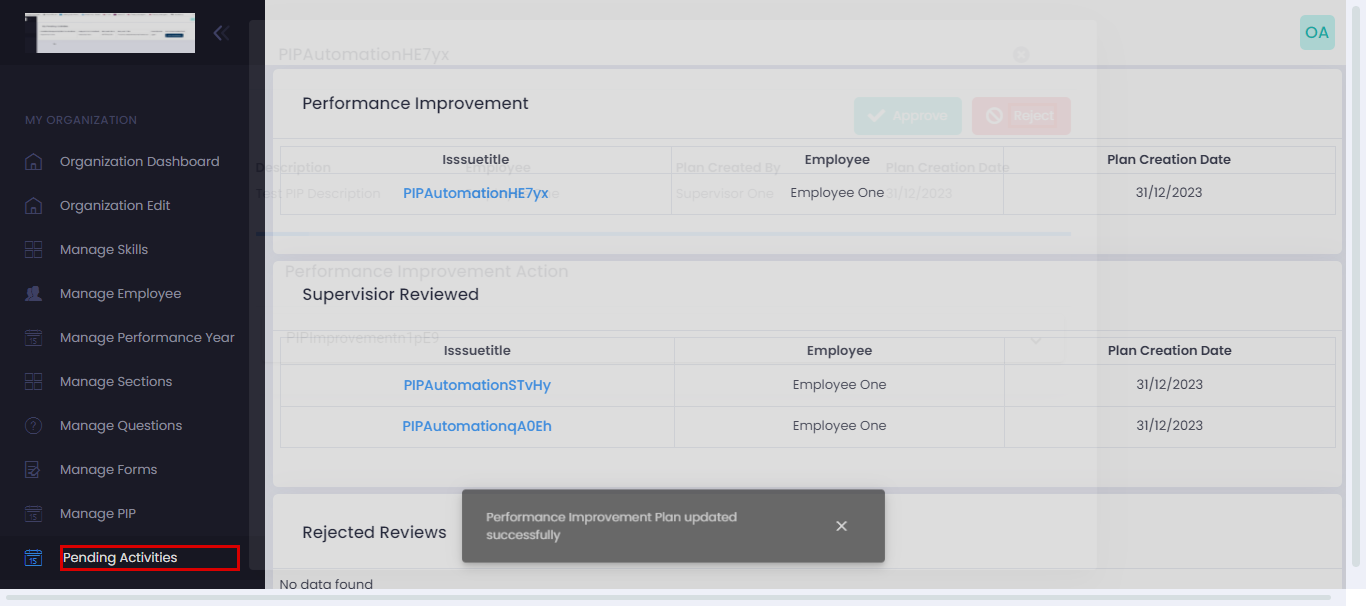 OA
MY ORGANIZATION
Organization Dashboard
Organization Edit
Manage Skills
Manage Employee
Manage Performance Year
Manage Sections
Manage Questions
Manage Forms
Manage PIP
Pending Activities
PIPAutomationHE7yx
Performance Improvement
Approve
Reject
Isssuetitle Employee Plan Creation Date
Description Employee Plan Created By Plan Creation Date
PIPAutomationHE7yx Employee One 31/12/2023
Test PIP Description Supervisor One 31/12/2023
Performance Improvement Action
Supervisior Reviewed
PIPImprovementn1pE9
Isssuetitle Employee Plan Creation Date
PIPAutomationSTvHy Employee One 31/12/2023
PIPAutomationqA0Eh Employee One 31/12/2023
Rejected Reviews
No data found
Performance Improvement Plan updated
successfully